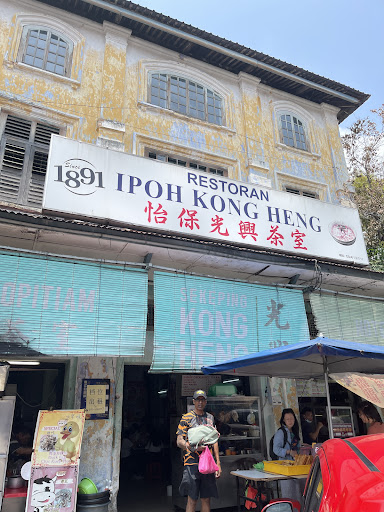 SINCE
1891
RESTORAN
IPOH KONG HENG
怡保光興茶室
OPITIAM
KONG
HENG
光